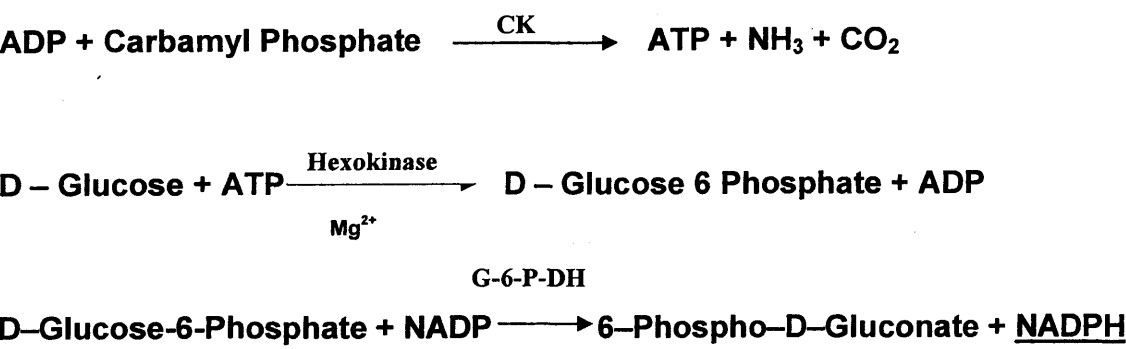 CK
ADP + Carbamyl Phosphate ⟶ ATP + NH₃ + CO₂
Hexokinase
D – Glucose + ATP ⟶ D – Glucose 6 Phosphate + ADP
Mg²⁺
G-6-P-DH
D–Glucose-6-Phosphate + NADP ⟶ 6–Phospho–D–Gluconate + NADPH